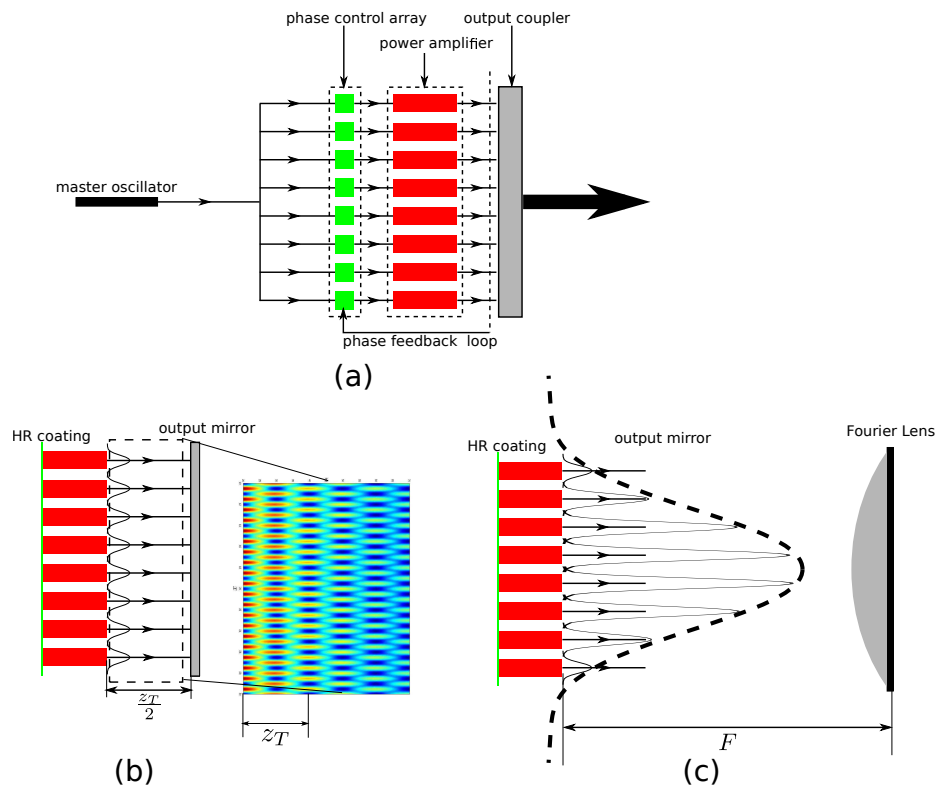 phase control array
output coupler
power amplifier
master oscillator
phase feedback loop
(a)
HR coating
output mirror
z_T/2
z_T
(b)
HR coating
output mirror
Fourier Lens
F
(c)